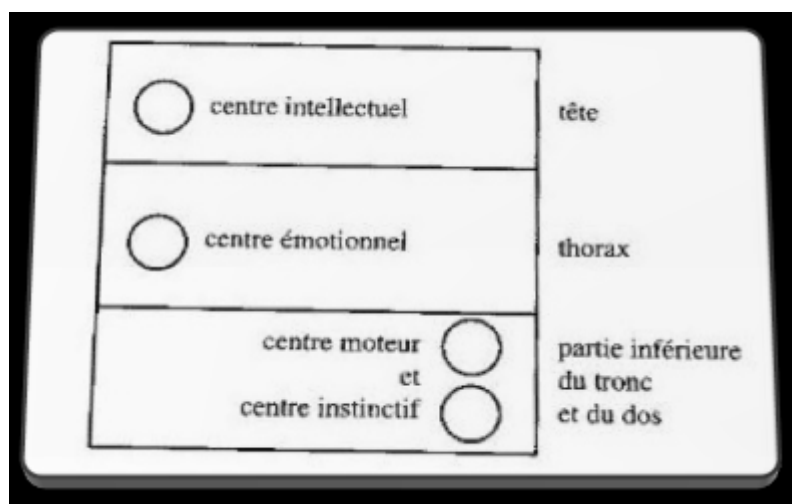 centre intellectuel
tête
centre émotionnel
thorax
centre moteur
et
centre instinctif
partie inférieure
du tronc
et du dos